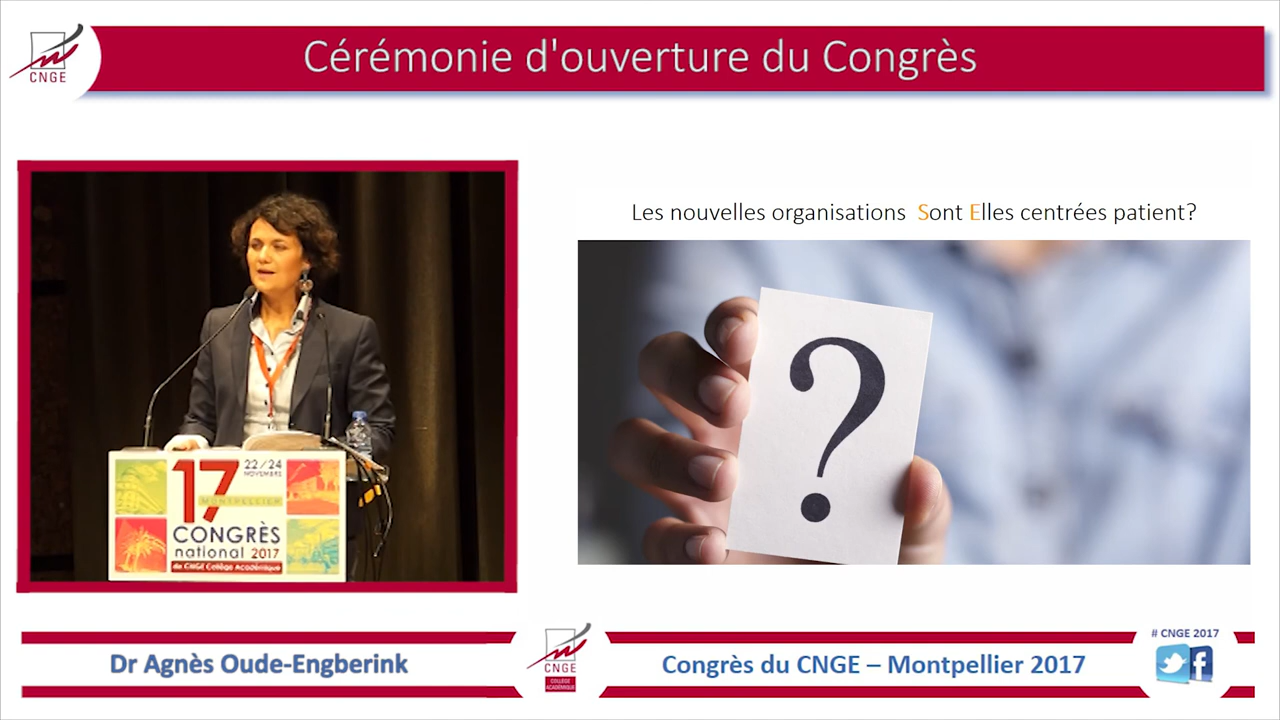 Cérémonie d'ouverture du Congrès
CNGE
Les nouvelles organisations Sont Elles centrées patient?
?
17
22/24
NOVEMBRE
MONTPELLIER
CONGRÈS
national 2017
du CNGE Collège Académique
Dr Agnès Oude-Engberink
CNGE
COLLÈGE
ACADÉMIQUE
Congrès du CNGE – Montpellier 2017
# CNGE 2017